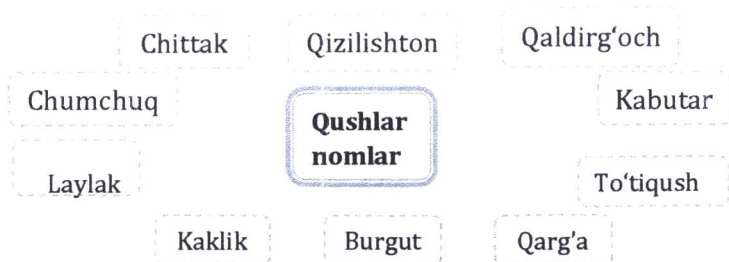 Chittak
Qizilishton
Qaldirg‘och
Chumchuq
Kabutar
Qushlar
nomlar
Laylak
To‘tiqush
Kaklik
Burgut
Qarg‘a